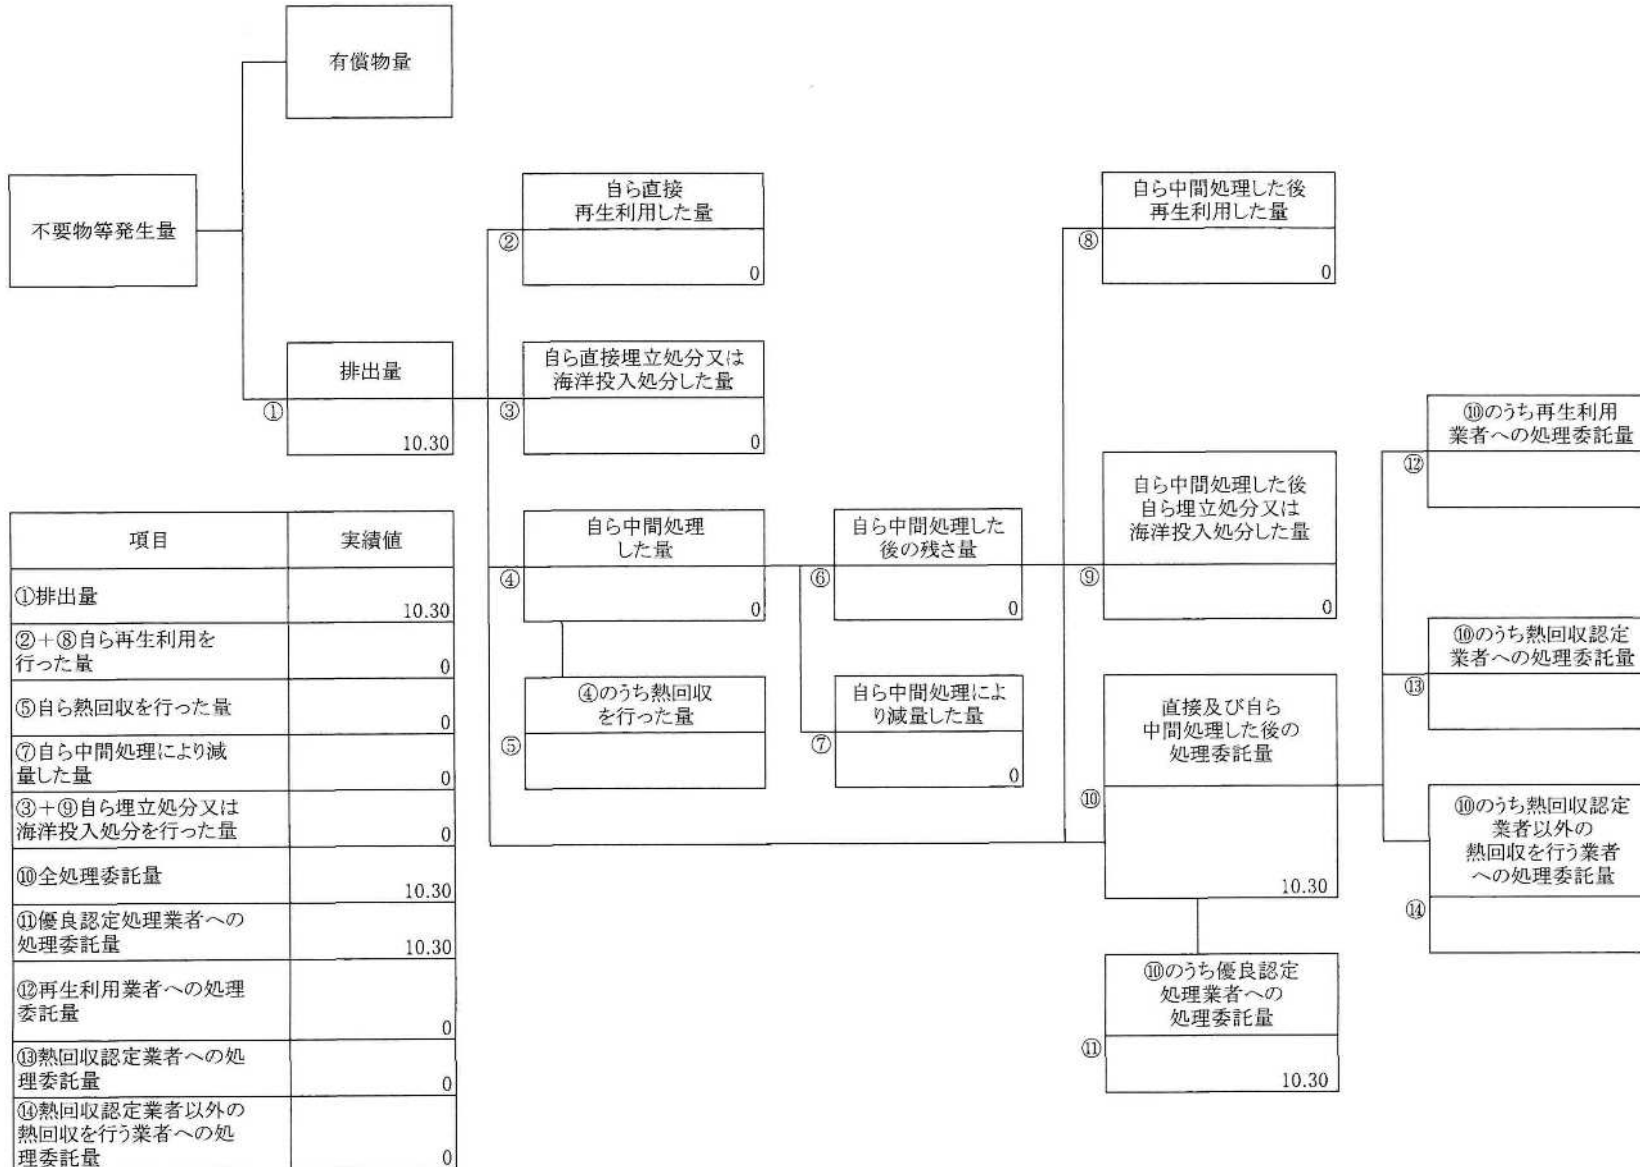 有償物量
不要物等発生量
排出量
①
10.30
自ら直接
再生利用した量
②
0
自ら直接埋立処分又は
海洋投入処分した量
③
0
自ら中間処理
した量
④
0
④のうち熱回収
を行った量
⑤
自ら中間処理した
後の残さ量
⑥
0
自ら中間処理によ
り減量した量
⑦
0
自ら中間処理した後
再生利用した量
⑧
0
自ら中間処理した後
自ら埋立処分又は
海洋投入処分した量
⑨
0
直接及び自ら
中間処理した後の
処理委託量
⑩
10.30
⑩のうち優良認定
処理業者への
処理委託量
⑪
10.30
⑩のうち再生利用
業者への処理委託量
⑫
⑩のうち熱回収認定
業者への処理委託量
⑬
⑩のうち熱回収認定
業者以外の
熱回収を行う業者
への処理委託量
⑭
項目 実績値
①排出量 10.30
②+⑧自ら再生利用を
行った量 0
⑤自ら熱回収を行った量 0
⑦自ら中間処理により減
量した量 0
③+⑨自ら埋立処分又は
海洋投入処分を行った量 0
⑩全処理委託量 10.30
⑪優良認定処理業者への
処理委託量 10.30
⑫再生利用業者への処理
委託量 0
⑬熱回収認定業者への処
理委託量 0
⑭熱回収認定業者以外の
熱回収を行う業者への処
理委託量 0